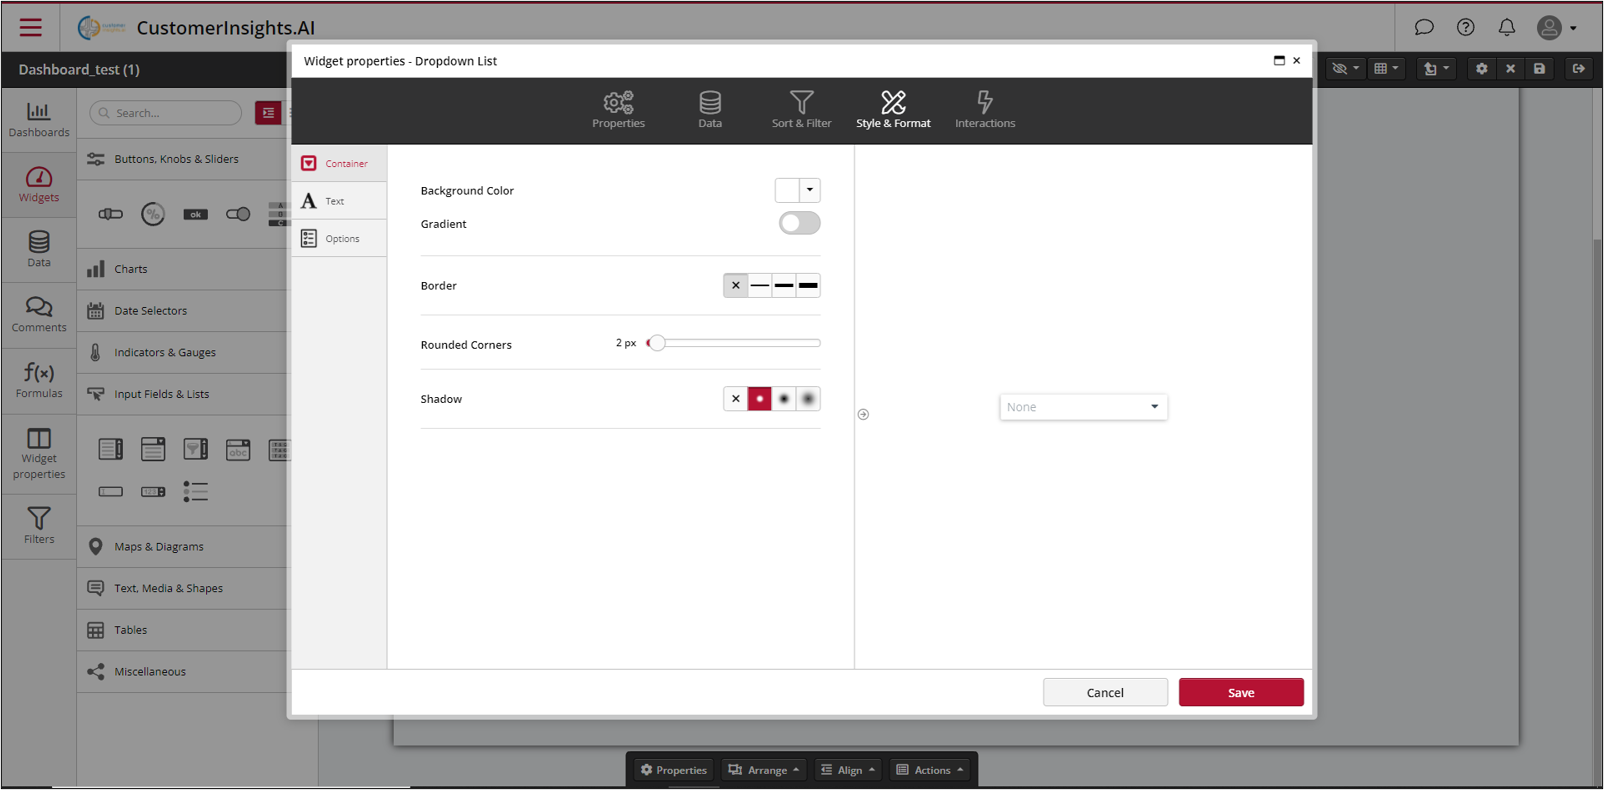 customer
CustomerInsights.AI
Dashboard_test (1)
Widget properties - Dropdown List
Properties
Data
Sort & Filter
Style & Format
Interactions
Dashboards
Widgets
Data
Comments
f(x)
Formulas
Widget
properties
Filters
Search...
Buttons, Knobs & Sliders
%
ok
A
B
C
Charts
Date Selectors
Indicators & Gauges
Input Fields & Lists
abc
123
Maps & Diagrams
Text, Media & Shapes
Tables
Miscellaneous
Container
A Text
Options
Background Color
Gradient
Border
Rounded Corners
2 px
Shadow
None
Cancel
Save
Properties
Arrange
Align
Actions